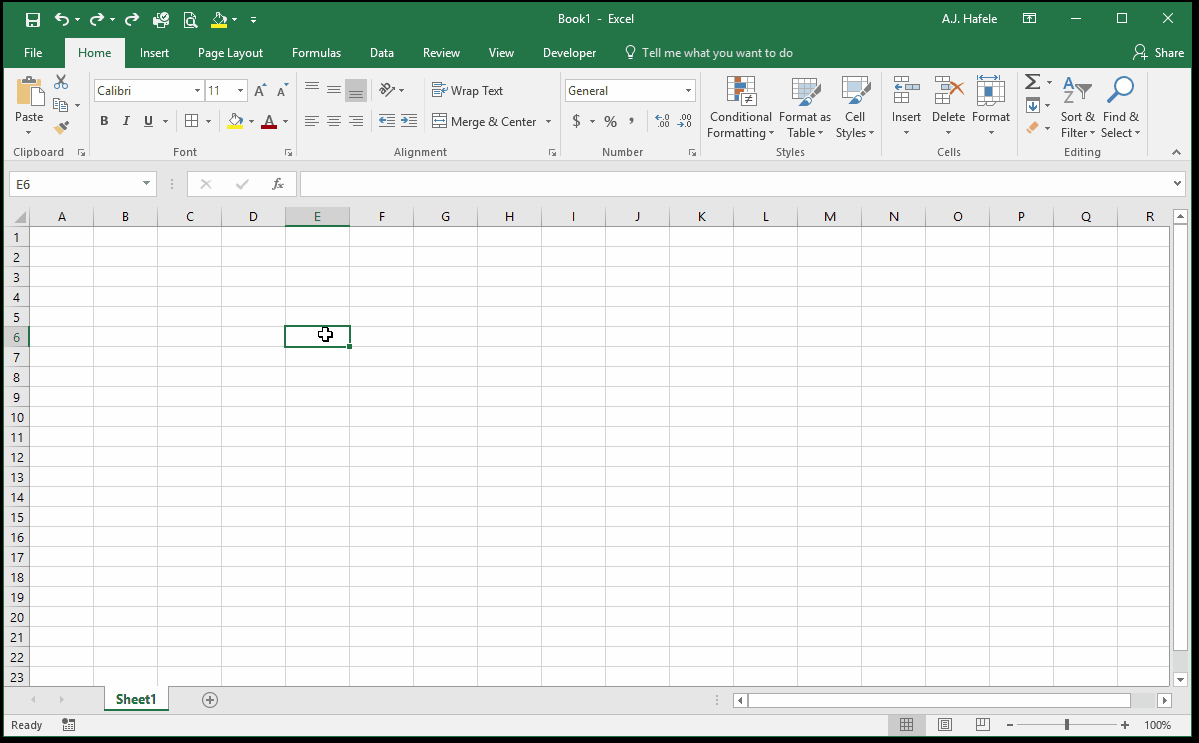 Book1 - Excel
A.J. Hafele
File Home Insert Page Layout Formulas Data Review View Developer Tell me what you want to do Share
Calibri 11 A A Wrap Text General
Paste B I U A Merge & Center $ % , Conditional Formatting Format as Table Cell Styles Insert Delete Format Sort & Filter Find & Select
Clipboard Font Alignment Number Styles Cells Editing
E6 fx
A B C D E F G H I J K L M N O P Q R
1
2
3
4
5
6
7
8
9
10
11
12
13
14
15
16
17
18
19
20
21
22
23
Sheet1
Ready 100%